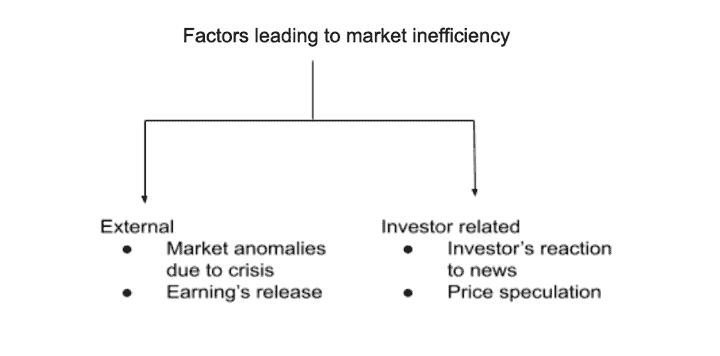 Factors leading to market inefficiency
External
● Market anomalies
due to crisis
● Earning's release
Investor related
● Investor's reaction
to news
● Price speculation